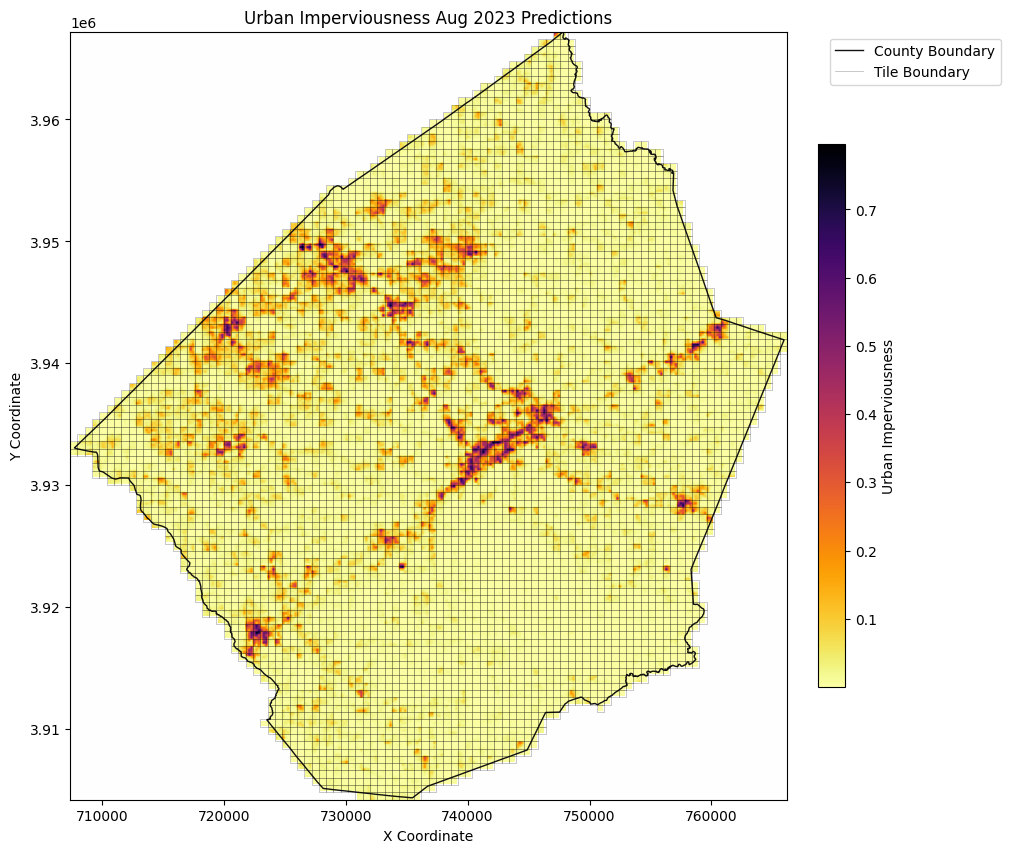 Urban Imperviousness Aug 2023 Predictions
1e6
County Boundary
Tile Boundary
3.96
3.95
3.94
3.93
3.92
3.91
Y Coordinate
710000 720000 730000 740000 750000 760000
X Coordinate
0.7
0.6
0.5
0.4
0.3
0.2
0.1
Urban Imperviousness